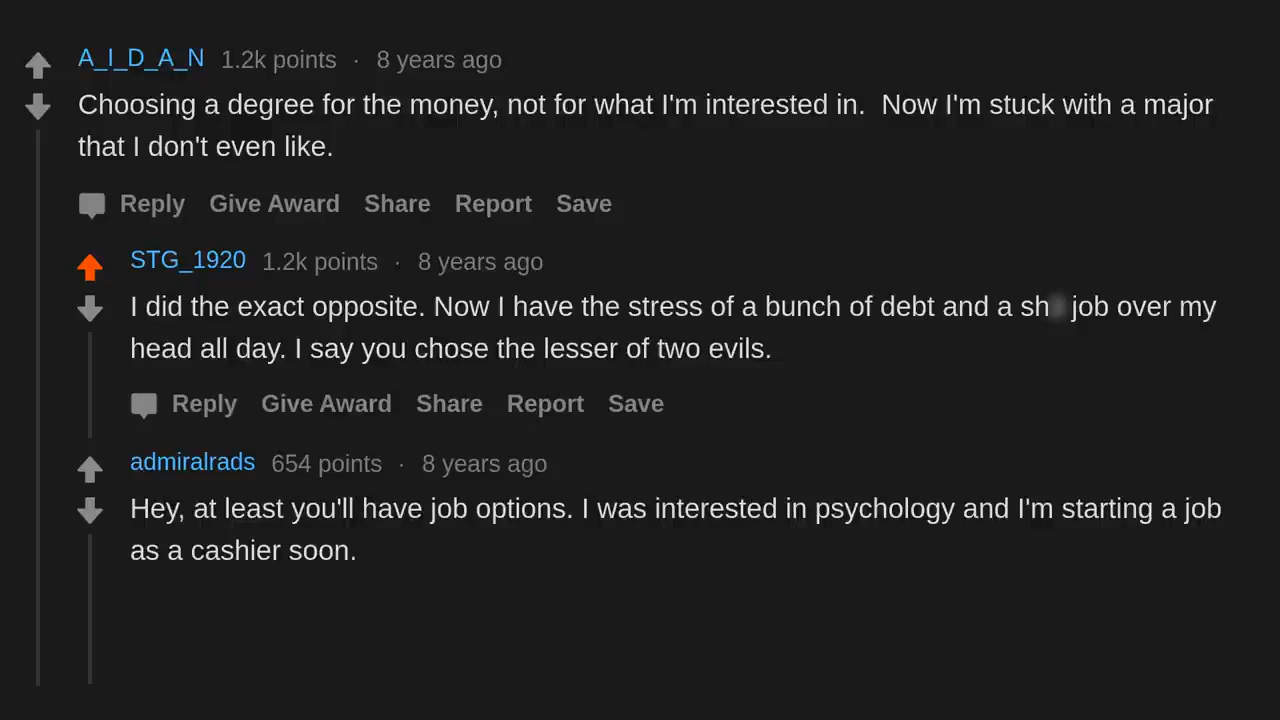 A_I_D_A_N 1.2k points · 8 years ago
Choosing a degree for the money, not for what I'm interested in.  Now I'm stuck with a major
that I don't even like.
Reply Give Award Share Report Save
STG_1920 1.2k points · 8 years ago
I did the exact opposite. Now I have the stress of a bunch of debt and a sh job over my
head all day. I say you chose the lesser of two evils.
Reply Give Award Share Report Save
admiralrads 654 points · 8 years ago
Hey, at least you'll have job options. I was interested in psychology and I'm starting a job
as a cashier soon.